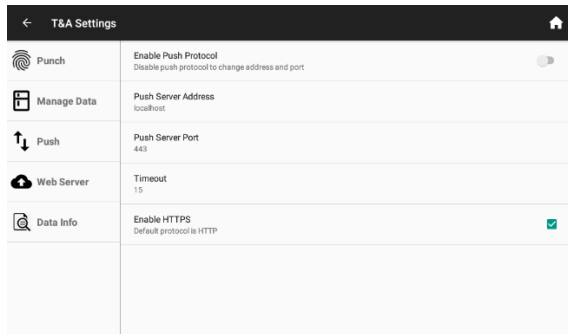 T&A Settings
Punch
Manage Data
Push
Web Server
Data Info
Enable Push Protocol
Disable push protocol to change address and port
Push Server Address
localhost
Push Server Port
443
Timeout
15
Enable HTTPS
Default protocol is HTTP